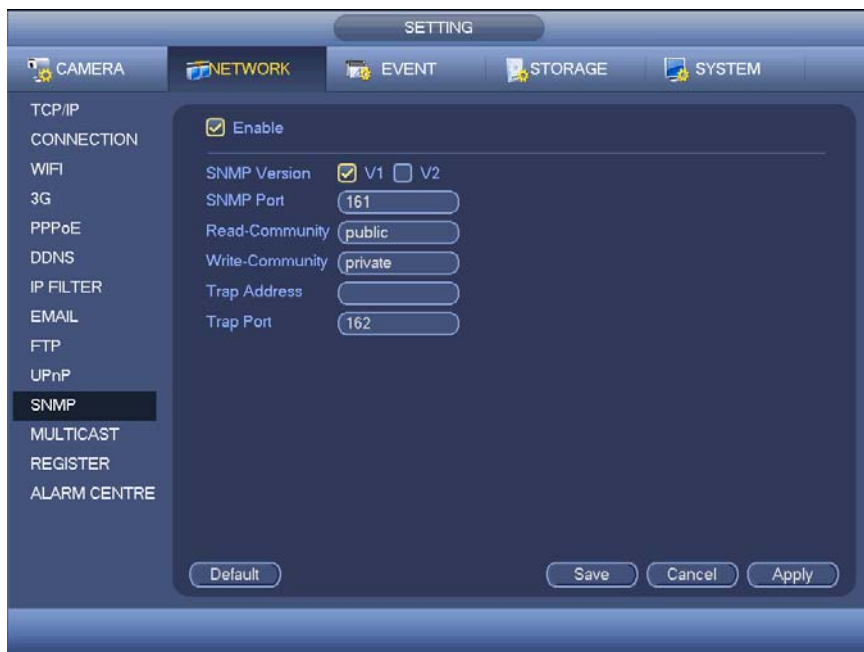 SETTING
CAMERA NETWORK EVENT STORAGE SYSTEM
TCP/IP
CONNECTION
WIFI
3G
PPPoE
DDNS
IP FILTER
EMAIL
FTP
UPnP
SNMP
MULTICAST
REGISTER
ALARM CENTRE
Enable
SNMP Version V1 V2
SNMP Port 161
Read-Community public
Write-Community private
Trap Address
Trap Port 162
Default Save Cancel Apply